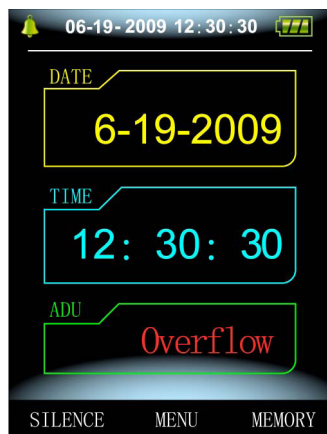 06-19-2009 12:30:30
DATE
6-19-2009
TIME
12: 30: 30
ADU
Overflow
SILENCE MENU MEMORY